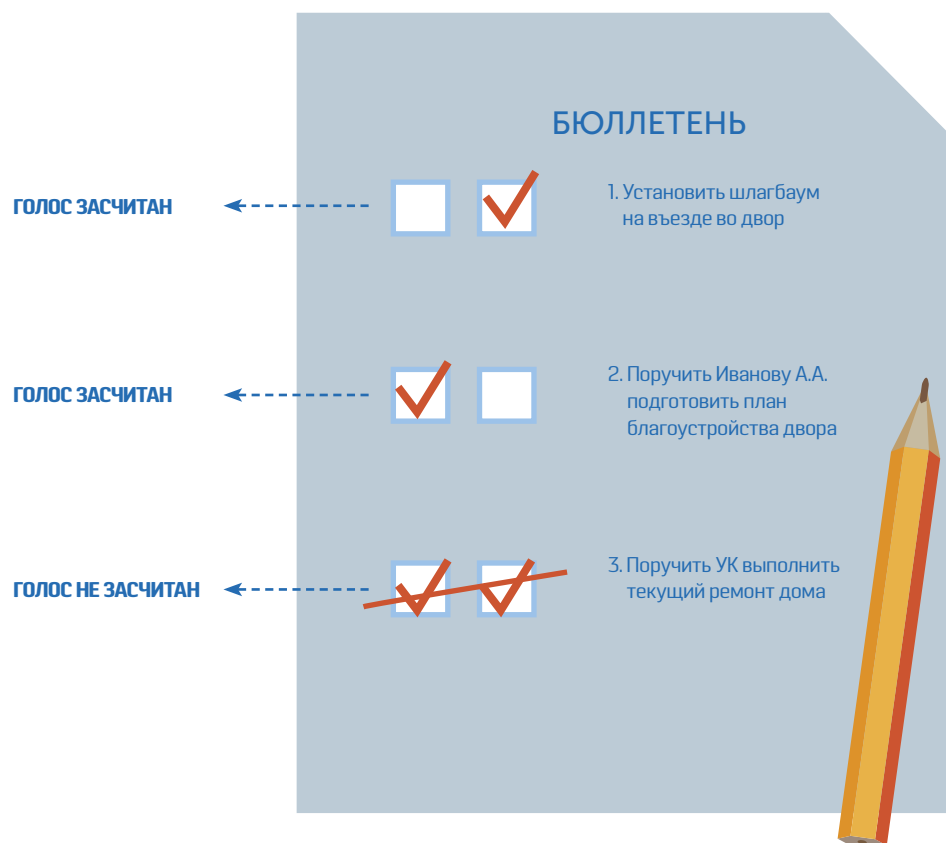 БЮЛЛЕТЕНЬ
ГОЛОС ЗАСЧИТАН
1. Установить шлагбаум
на въезде во двор
ГОЛОС ЗАСЧИТАН
2. Поручить Иванову А.А.
подготовить план
благоустройства двора
ГОЛОС НЕ ЗАСЧИТАН
3. Поручить УК выполнить
текущий ремонт дома